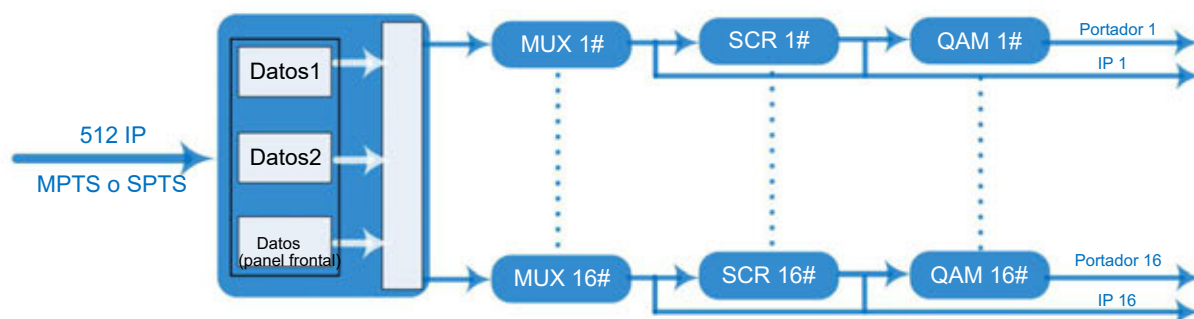 512 IP
MPTS o SPTS
Datos1
Datos2
Datos
(panel frontal)
MUX 1#
SCR 1#
QAM 1#
Portador 1
IP 1
MUX 16#
SCR 16#
QAM 16#
Portador 16
IP 16